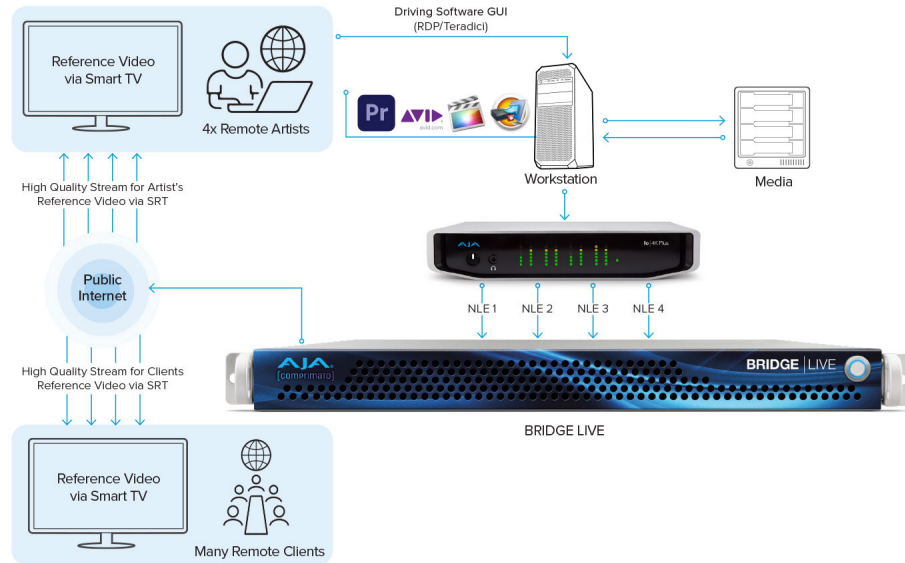 Driving Software GUI
(RDP/Teradici)
Reference Video
via Smart TV
4x Remote Artists
Pr
AVID
avid.com
Workstation
Media
High Quality Stream for Artist's
Reference Video via SRT
AJA
Io | 4K Plus
Public
Internet
NLE 1
NLE 2
NLE 3
NLE 4
High Quality Stream for Clients
Reference Video via SRT
AJA
[comprimato]
BRIDGE | LIVE
BRIDGE LIVE
Reference Video
via Smart TV
Many Remote Clients